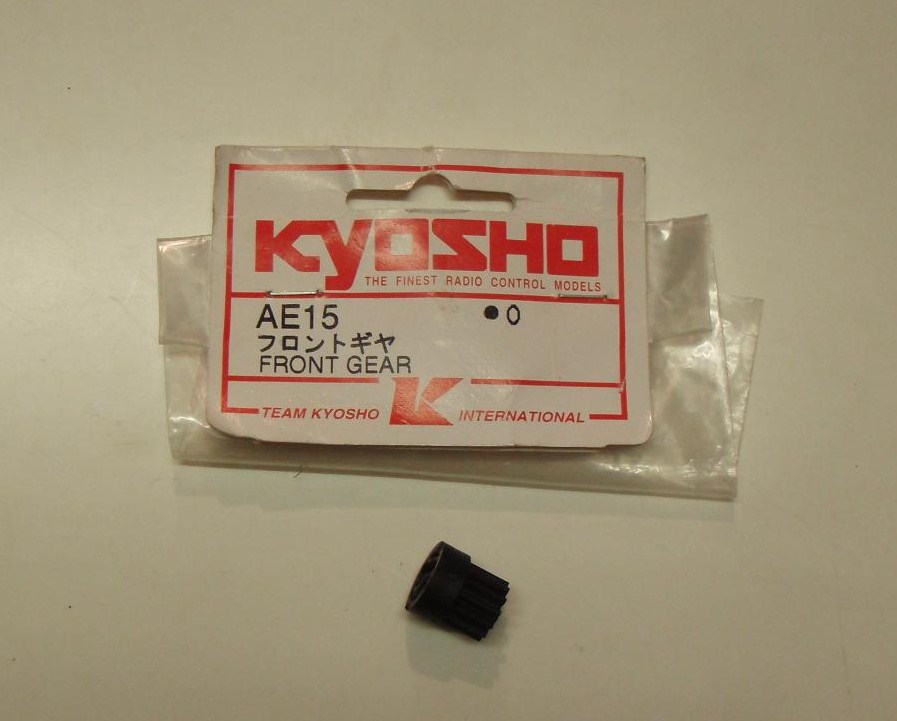 KYOSHO
THE FINEST RADIO CONTROL MODELS
AE15 ●0
フロントギヤ
FRONT GEAR
TEAM KYOSHO K INTERNATIONAL